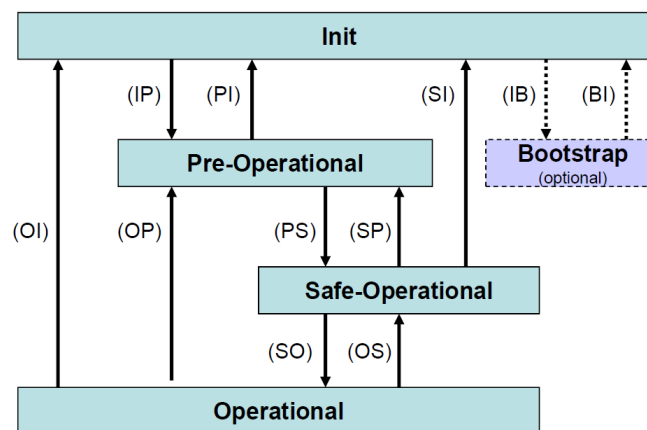 Init
(IP)
(PI)
(SI)
(IB)
(BI)
Pre-Operational
Bootstrap
(optional)
(OI)
(OP)
(PS)
(SP)
Safe-Operational
(SO)
(OS)
Operational